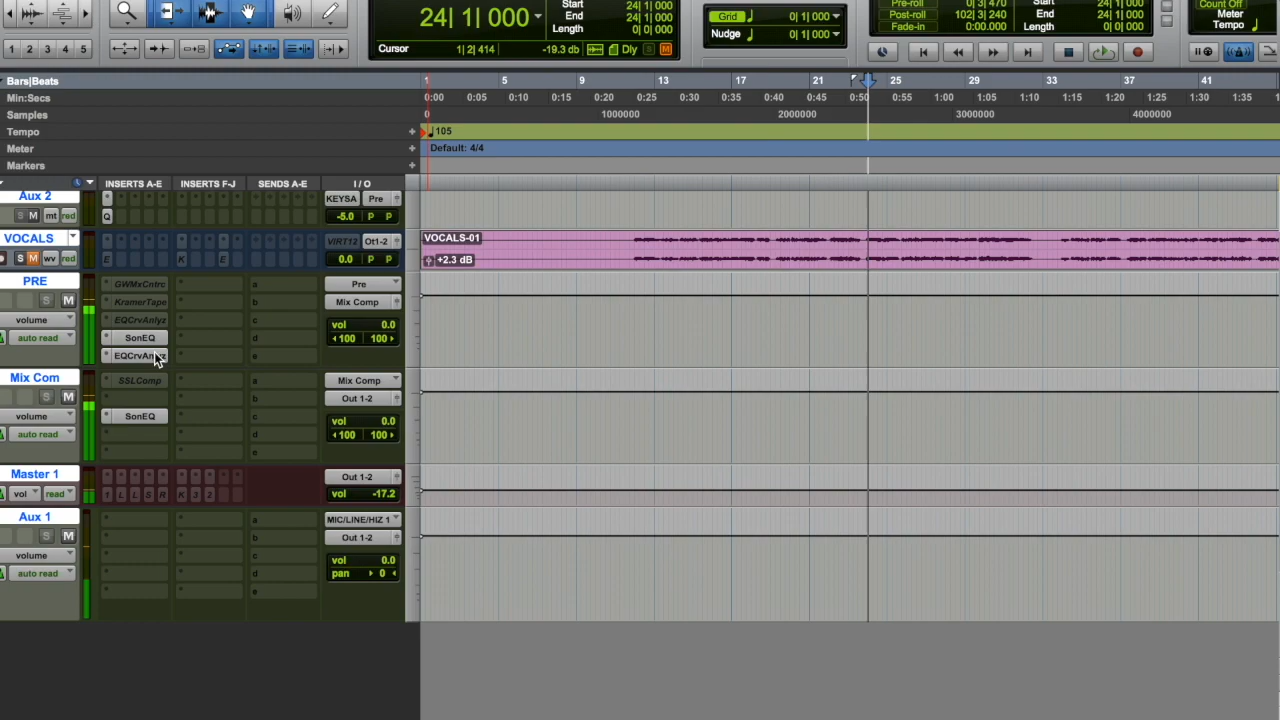 24| 1| 000
Start
End
Length
24| 1| 000
24| 1| 000
0| 0| 000
Cursor 1| 2| 414 -19.3 db Dly S M
Grid 0| 1| 000
Nudge 0| 1| 000
Pre-roll 0| 3| 470
Post-roll 102| 3| 240
Fade-in 0:00.000
Start
End
Length
24| 1| 000
24| 1| 000
0| 0| 000
Count Off
Meter
Tempo
1 2 3 4 5
Bars|Beats 1 5 9 13 17 21 25 29 33 37 41
Min:Secs 0:00 0:05 0:10 0:15 0:20 0:25 0:30 0:35 0:40 0:45 0:50 0:55 1:00 1:05 1:10 1:15 1:20 1:25 1:30 1:35
Samples 0 1000000 2000000 3000000 4000000
Tempo + 105
Meter + Default: 4/4
Markers +
INSERTS A-E INSERTS F-J SENDS A-E I / O
Aux 2 KEYSA Pre
S M mt red Q -5.0 P P
VOCALS VIRT12 Ot1-2 VOCALS-01
S M wv red E K E 0.0 P P +2.3 dB
PRE GWMxCntrc a Pre
S M KramerTape b Mix Comp
volume EQCrvAnlyz c vol 0.0
auto read SonEQ d 100 100
EQCrvAnlyz e
Mix Com SSLComp a Mix Comp
S M b Out 1-2
volume SonEQ c vol 0.0
auto read d 100 100
e
Master 1 Out 1-2
vol read 1 L L S R K 3 2 vol -17.2
Aux 1 a MIC/LINE/HIZ 1
S M b Out 1-2
volume c vol 0.0
auto read d pan 0
e